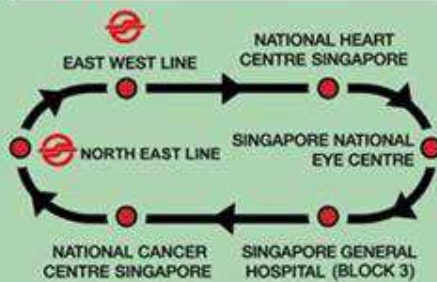 EAST WEST LINE
NATIONAL HEART
CENTRE SINGAPORE
NORTH EAST LINE
SINGAPORE NATIONAL
EYE CENTRE
NATIONAL CANCER
CENTRE SINGAPORE
SINGAPORE GENERAL
HOSPITAL (BLOCK 3)